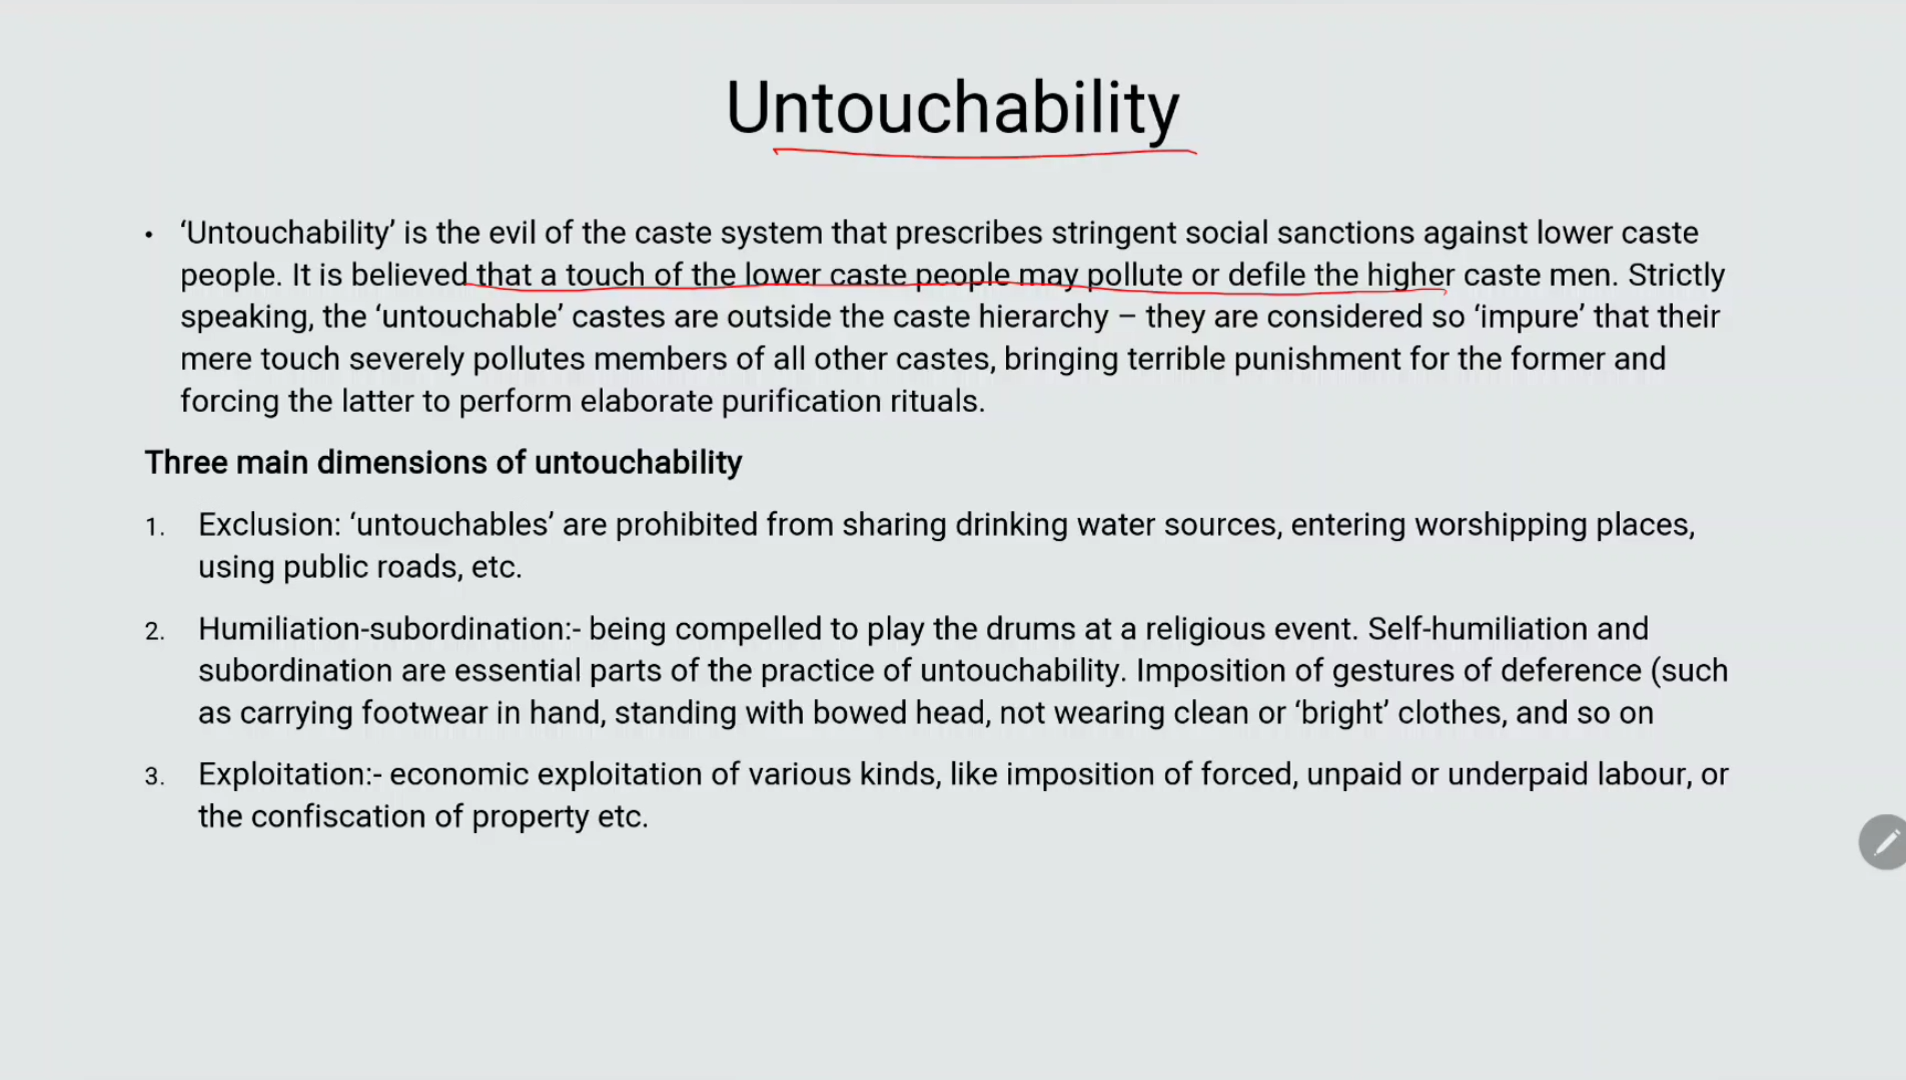 Untouchability
• ‘Untouchability’ is the evil of the caste system that prescribes stringent social sanctions against lower caste
people. It is believed that a touch of the lower caste people may pollute or defile the higher caste men. Strictly
speaking, the ‘untouchable’ castes are outside the caste hierarchy – they are considered so ‘impure’ that their
mere touch severely pollutes members of all other castes, bringing terrible punishment for the former and
forcing the latter to perform elaborate purification rituals.
Three main dimensions of untouchability
1. Exclusion: ‘untouchables’ are prohibited from sharing drinking water sources, entering worshipping places,
using public roads, etc.
2. Humiliation-subordination:- being compelled to play the drums at a religious event. Self-humiliation and
subordination are essential parts of the practice of untouchability. Imposition of gestures of deference (such
as carrying footwear in hand, standing with bowed head, not wearing clean or ‘bright’ clothes, and so on
3. Exploitation:- economic exploitation of various kinds, like imposition of forced, unpaid or underpaid labour, or
the confiscation of property etc.